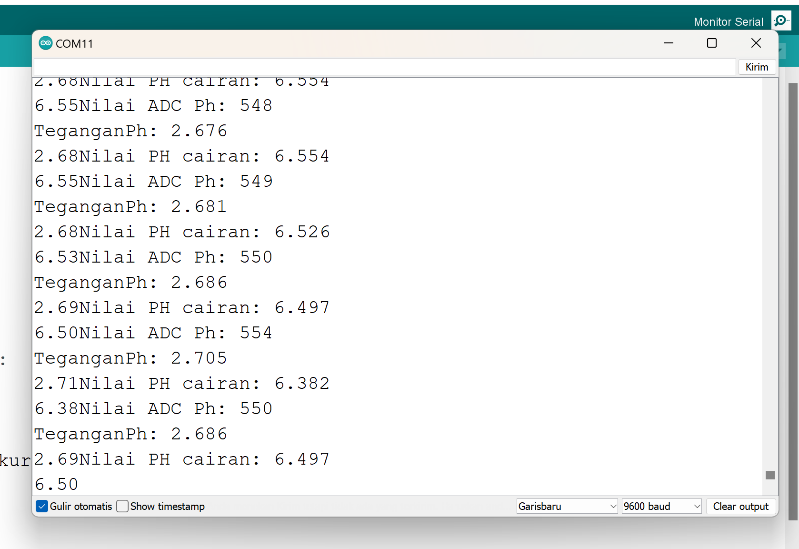 Monitor Serial
COM11
Kirim
2.68Nilai PH cairan: 6.554
6.55Nilai ADC Ph: 548
TeganganPh: 2.676
2.68Nilai PH cairan: 6.554
6.55Nilai ADC Ph: 549
TeganganPh: 2.681
2.68Nilai PH cairan: 6.526
6.53Nilai ADC Ph: 550
TeganganPh: 2.686
2.69Nilai PH cairan: 6.497
6.50Nilai ADC Ph: 554
: TeganganPh: 2.705
2.71Nilai PH cairan: 6.382
6.38Nilai ADC Ph: 550
TeganganPh: 2.686
kur 2.69Nilai PH cairan: 6.497
6.50
Gulir otomatis Show timestamp Garisbaru 9600 baud Clear output